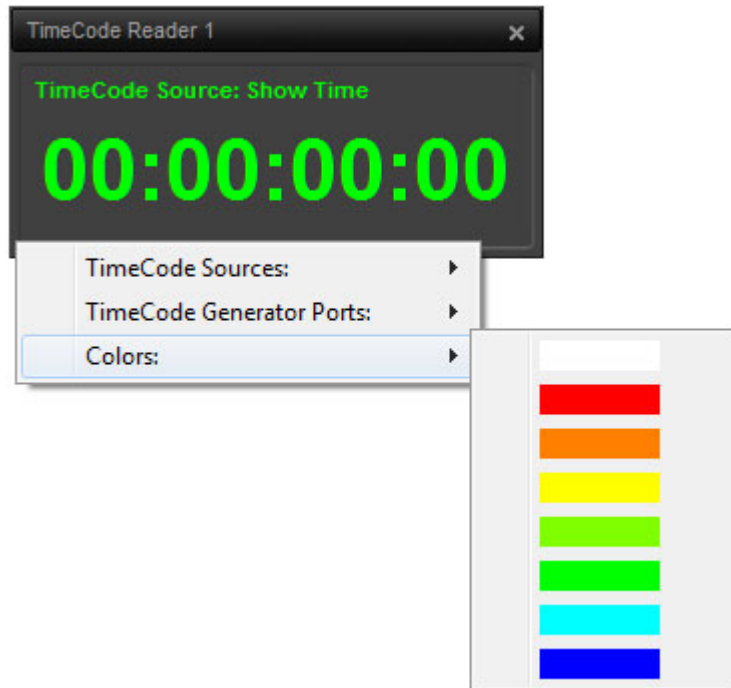 TimeCode Reader 1
TimeCode Source: Show Time
00:00:00:00
TimeCode Sources:
TimeCode Generator Ports:
Colors: